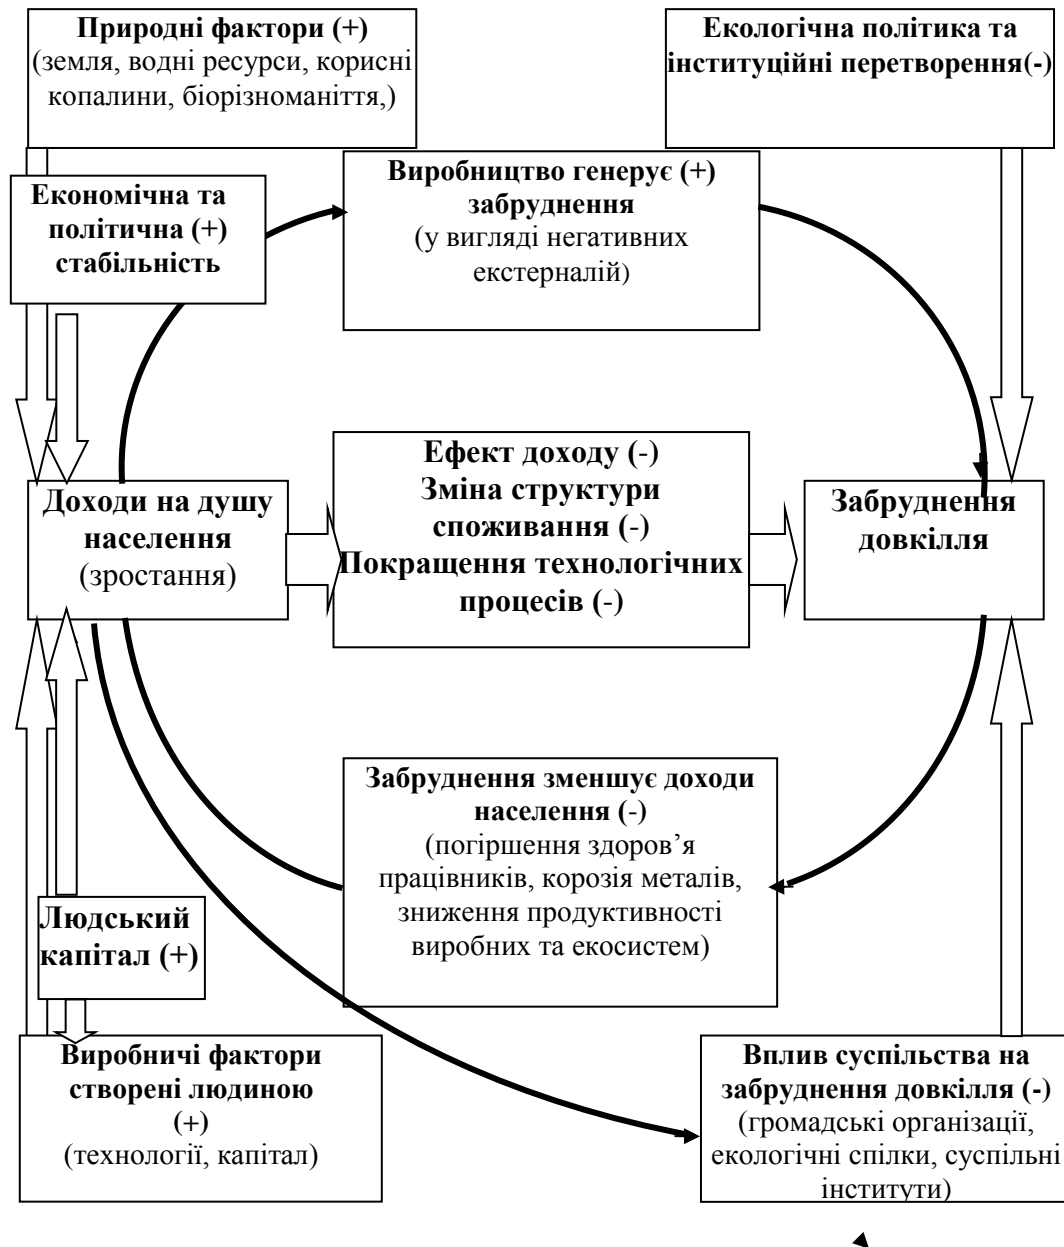 Природні фактори (+)
(земля, водні ресурси, корисні
копалини, біорізноманіття,)
Екологічна політика та
інституційні перетворення(-)
Економічна та
політична (+)
стабільність
Виробництво генерує (+)
забруднення
(у вигляді негативних
екстерналій)
Доходи на душу
населення
(зростання)
Ефект доходу (-)
Зміна структури
споживання (-)
Покращення технологічних
процесів (-)
Забруднення
довкілля
Забруднення зменшує доходи
населення (-)
(погіршення здоров’я
працівників, корозія металів,
зниження продуктивності
виробних та екосистем)
Людський
капітал (+)
Виробничі фактори
створені людиною
(+)
(технології, капітал)
Вплив суспільства на
забруднення довкілля (-)
(громадські організації,
екологічні спілки, суспільні
інститути)